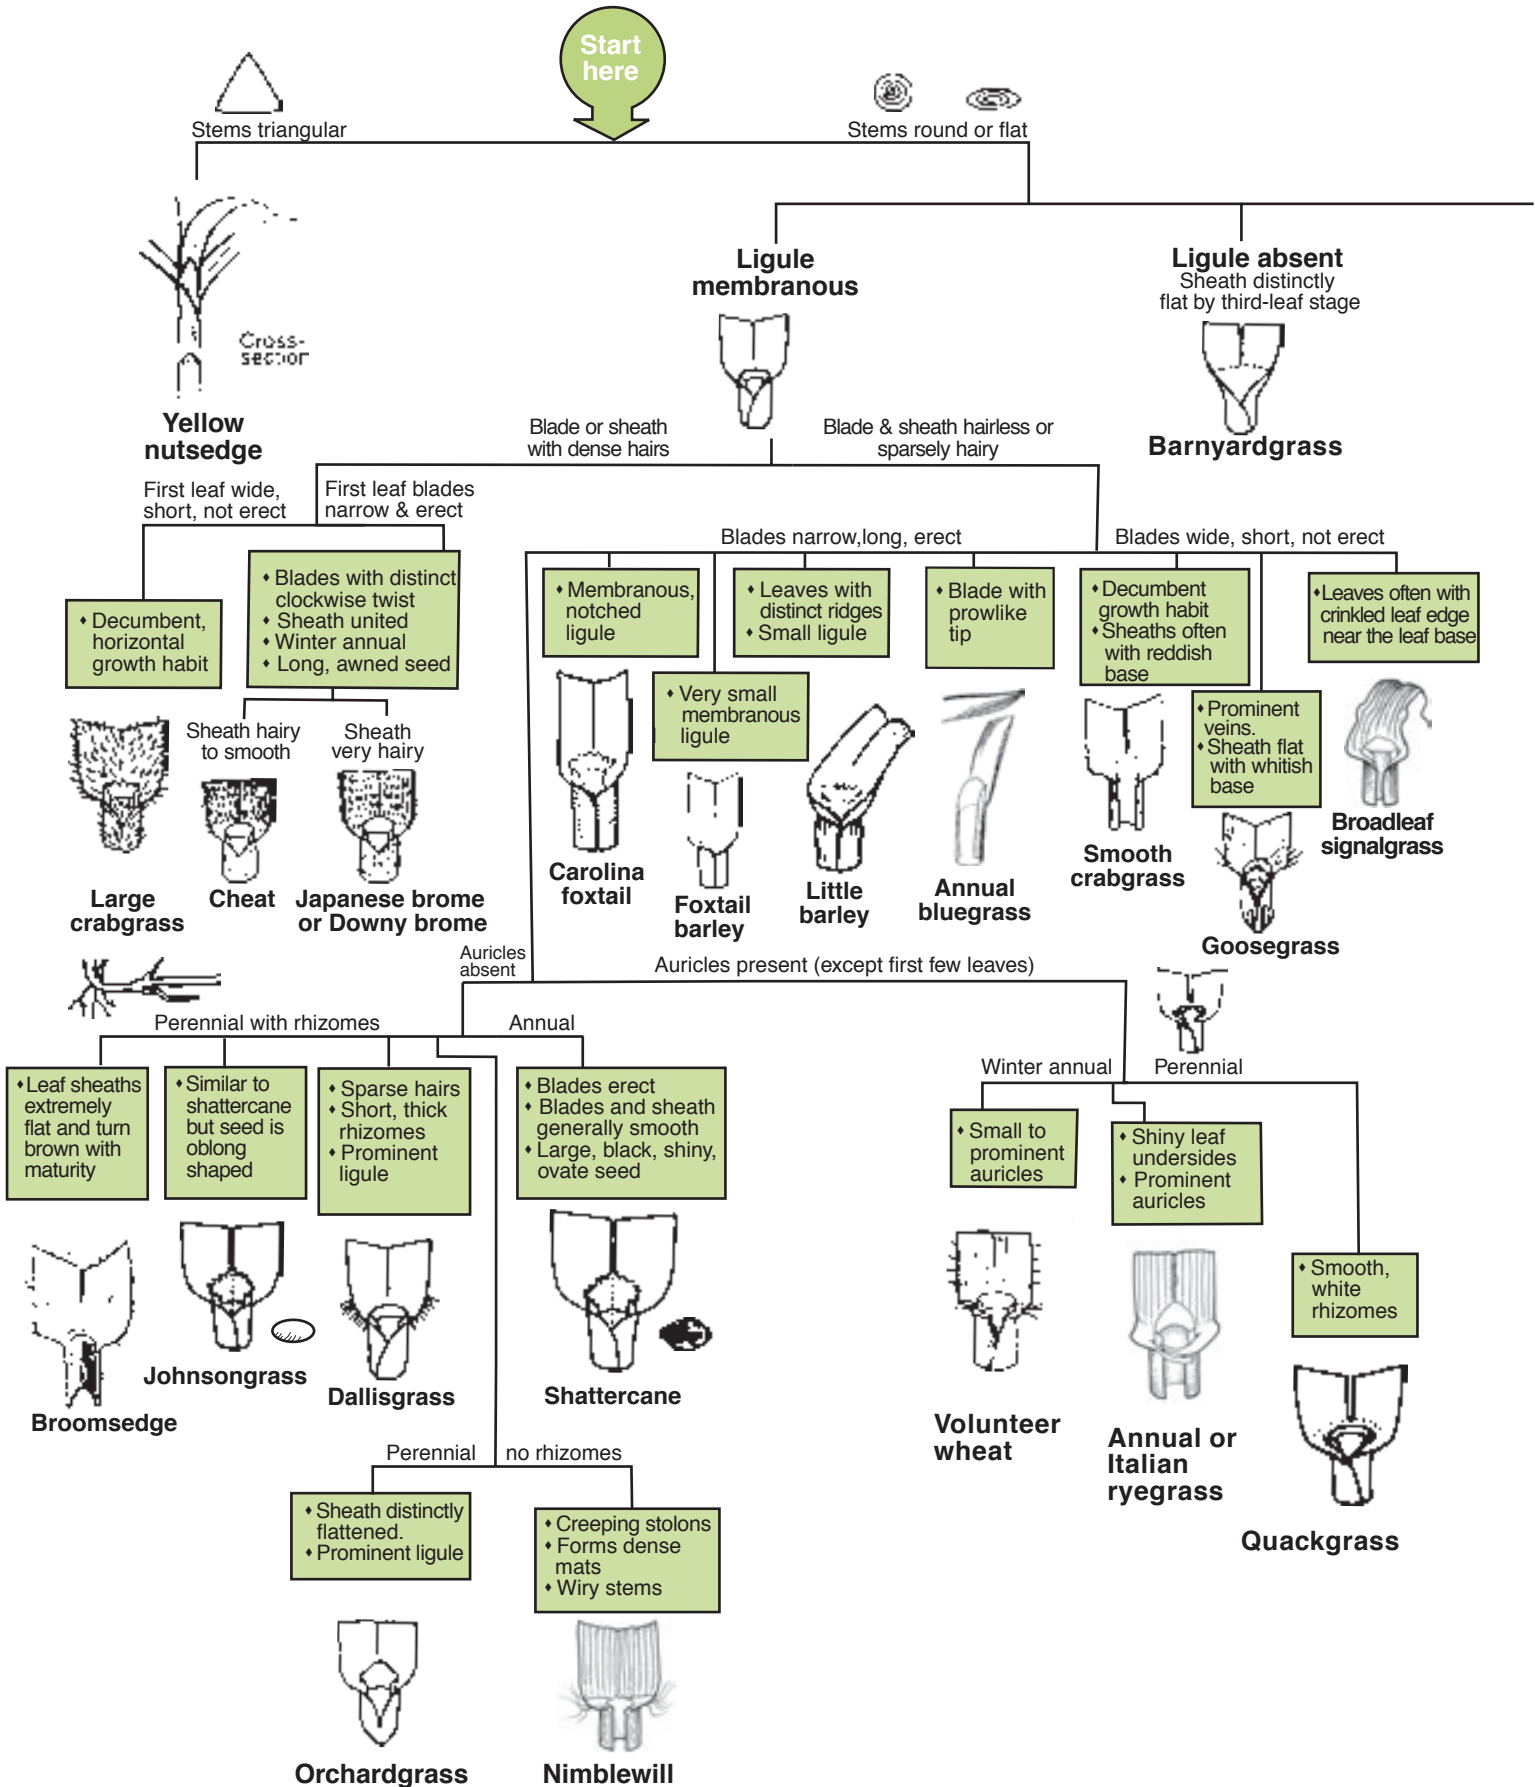 Start
here
Stems triangular
Stems round or flat
Cross-
section
Yellow
nutsedge
Ligule
membranous
Ligule absent
Sheath distinctly
flat by third-leaf stage
Barnyardgrass
Blade or sheath
with dense hairs
Blade & sheath hairless or
sparsely hairy
First leaf wide,
short, not erect
First leaf blades
narrow & erect
Blades narrow,long, erect
Blades wide, short, not erect
♦ Decumbent,
horizontal
growth habit
♦ Blades with distinct
clockwise twist
♦ Sheath united
♦ Winter annual
♦ Long, awned seed
Sheath hairy
to smooth
Sheath
very hairy
Large
crabgrass
Cheat
Japanese brome
or Downy brome
♦ Membranous,
notched
ligule
♦ Very small
membranous
ligule
♦ Leaves with
distinct ridges
♦ Small ligule
♦ Blade with
prowlike
tip
♦ Decumbent
growth habit
♦ Sheaths often
with reddish
base
♦ Prominent
veins.
♦ Sheath flat
with whitish
base
♦ Leaves often with
crinkled leaf edge
near the leaf base
Carolina
foxtail
Foxtail
barley
Little
barley
Annual
bluegrass
Smooth
crabgrass
Goosegrass
Broadleaf
signalgrass
Auricles
absent
Auricles present (except first few leaves)
Perennial with rhizomes
Annual
Winter annual
Perennial
♦ Leaf sheaths
extremely
flat and turn
brown with
maturity
♦ Similar to
shattercane
but seed is
oblong
shaped
♦ Sparse hairs
♦ Short, thick
rhizomes
♦ Prominent
ligule
♦ Blades erect
♦ Blades and sheath
generally smooth
♦ Large, black, shiny,
ovate seed
♦ Small to
prominent
auricles
♦ Shiny leaf
undersides
♦ Prominent
auricles
♦ Smooth,
white
rhizomes
Broomsedge
Johnsongrass
Dallisgrass
Shattercane
Volunteer
wheat
Annual or
Italian
ryegrass
Quackgrass
Perennial
no rhizomes
♦ Sheath distinctly
flattened.
♦ Prominent ligule
♦ Creeping stolons
♦ Forms dense
mats
♦ Wiry stems
Orchardgrass
Nimblewill